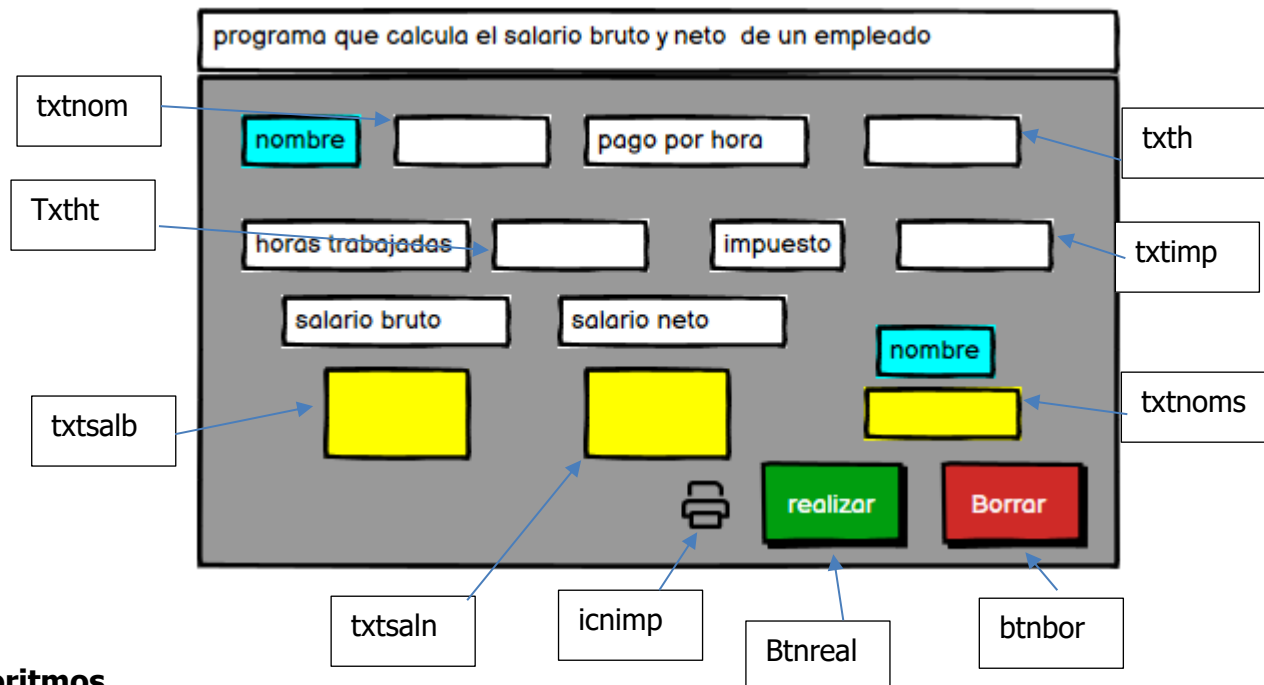 programa que calcula el salario bruto y neto de un empleado
txtnom
nombre
pago por hora
txth
Txtht
horas trabajadas
impuesto
txtimp
salario bruto
salario neto
nombre
txtsalb
txtnoms
realizar
Borrar
txtsaln
icnimp
Btnreal
btnbor
oritmos